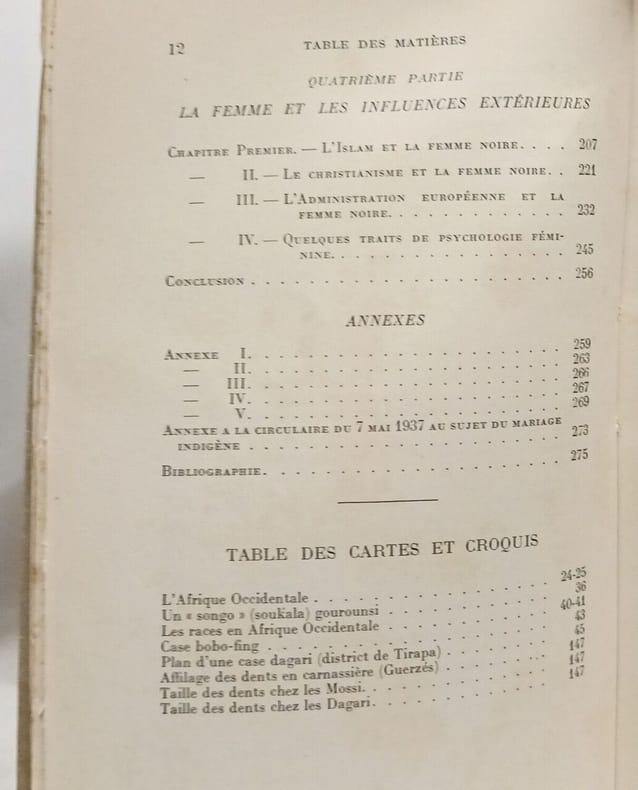 12 TABLE DES MATIÈRES
QUATRIÈME PARTIE
LA FEMME ET LES INFLUENCES EXTÉRIEURES
CHAPITRE PREMIER. — L'ISLAM ET LA FEMME NOIRE. . . . 207
— II. — LE CHRISTIANISME ET LA FEMME NOIRE. . 221
— III. — L'ADMINISTRATION EUROPÉENNE ET LA
FEMME NOIRE. . . . . . . . . . . . . 232
— IV. — QUELQUES TRAITS DE PSYCHOLOGIE FÉMI-
NINE. . . . . . . . . . . . . . . . 245
CONCLUSION . . . . . . . . . . . . . . . . . . . . . 256
ANNEXES
ANNEXE I. . . . . . . . . . . . . . . . . . . . . 259
— II. . . . . . . . . . . . . . . . . . . . . 263
— III. . . . . . . . . . . . . . . . . . . . . 266
— IV. . . . . . . . . . . . . . . . . . . . . 267
— V. . . . . . . . . . . . . . . . . . . . . 269
ANNEXE A LA CIRCULAIRE DU 7 MAI 1937 AU SUJET DU MARIAGE
INDIGÈNE . . . . . . . . . . . . . . . . . . . . . 273
BIBLIOGRAPHIE. . . . . . . . . . . . . . . . . . . . 275
TABLE DES CARTES ET CROQUIS
L'Afrique Occidentale . . . . . . . . . . . . . . . 24-25
Un « songo » (soukala) gourounsi . . . . . . . . . . 36
Les races en Afrique Occidentale . . . . . . . . . . 40-41
Case bobo-fing . . . . . . . . . . . . . . . . . . 43
Plan d'une case dagari (district de Tirapa) . . . . . . 45
Affilage des dents en carnassière (Guerzés) . . . . . . 147
Taille des dents chez les Mossi. . . . . . . . . . . 147
Taille des dents chez les Dagari. . . . . . . . . . . 147